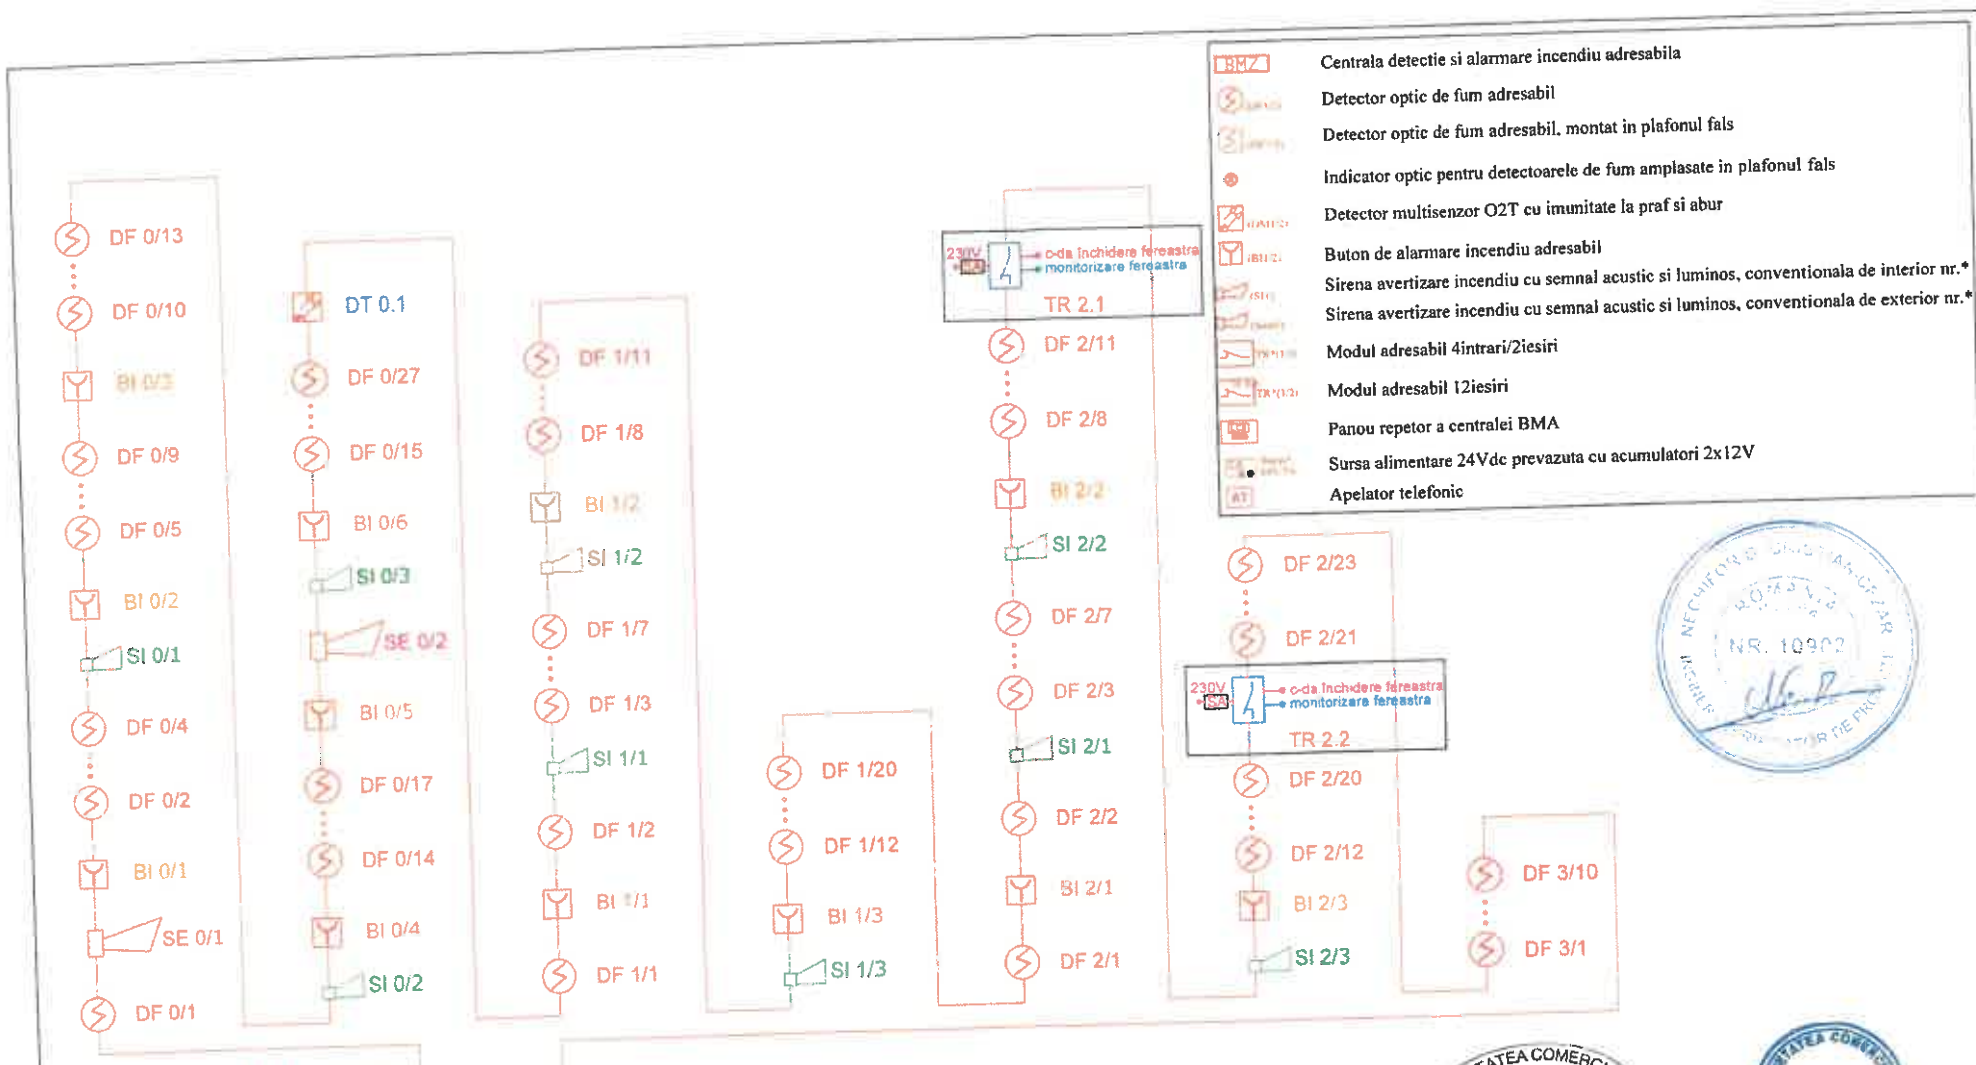 BMZ Centrala detectie si alarmare incendiu adresabila
Detector optic de fum adresabil
Detector optic de fum adresabil, montat in plafonul fals
Indicator optic pentru detectoarele de fum amplasate in plafonul fals
Detector multisenzor O2T cu imunitate la praf si abur
Buton de alarmare incendiu adresabil
Sirena avertizare incendiu cu semnal acustic si luminos, conventionala de interior nr.*
Sirena avertizare incendiu cu semnal acustic si luminos, conventionala de exterior nr.*
Modul adresabil 4intrari/2iesiri
Modul adresabil 12iesiri
Panou repetor a centralei BMA
Sursa alimentare 24Vdc prevazuta cu acumulatori 2x12V
AT Apelator telefonic
DF 0/13
DF 0/10
BI 0/3
DF 0/9
DF 0/5
BI 0/2
SI 0/1
DF 0/4
DF 0/2
BI 0/1
SE 0/1
DF 0/1
DT 0.1
DF 0/27
DF 0/15
BI 0/6
SI 0/3
SE 0/2
BI 0/5
DF 0/17
DF 0/14
BI 0/4
SI 0/2
DF 1/11
DF 1/8
BI 1/2
SI 1/2
DF 1/7
DF 1/3
SI 1/1
DF 1/2
BI 1/1
DF 1/1
DF 1/20
DF 1/12
BI 1/3
SI 1/3
230V
SA
c-da închidere fereastra
monitorizare fereastra
TR 2.1
DF 2/11
DF 2/8
BI 2/2
SI 2/2
DF 2/7
DF 2/3
SI 2/1
DF 2/2
BI 2/1
DF 2/1
DF 2/23
DF 2/21
230V
SA
c-da închidere fereastra
monitorizare fereastra
TR 2.2
DF 2/20
DF 2/12
BI 2/3
SI 2/3
DF 3/10
DF 3/1
ROMANIA
NR. 10902